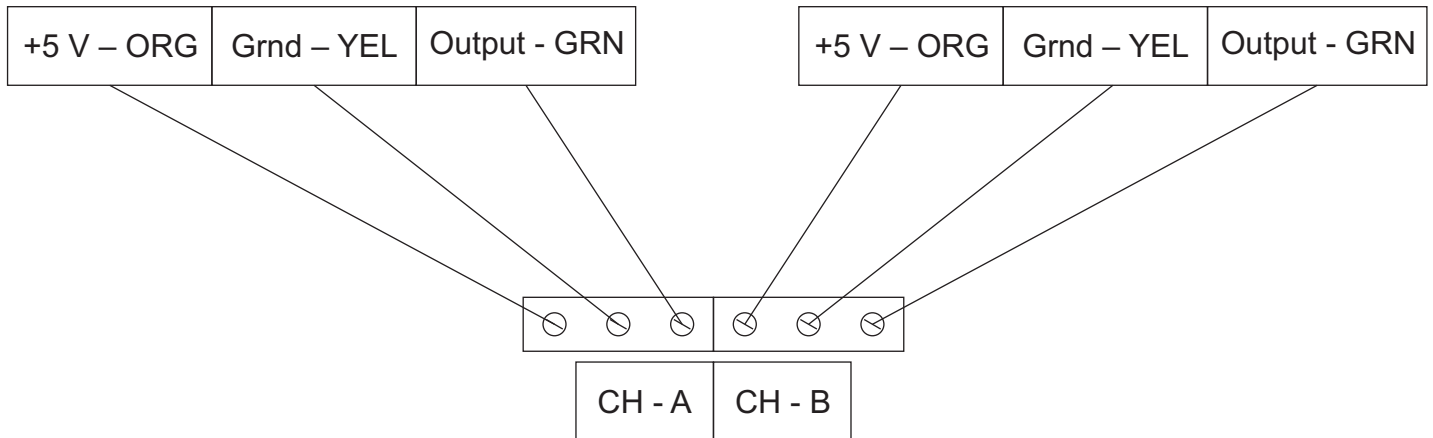 +5 V – ORG Grnd – YEL Output - GRN +5 V – ORG Grnd – YEL Output - GRN
CH - A CH - B